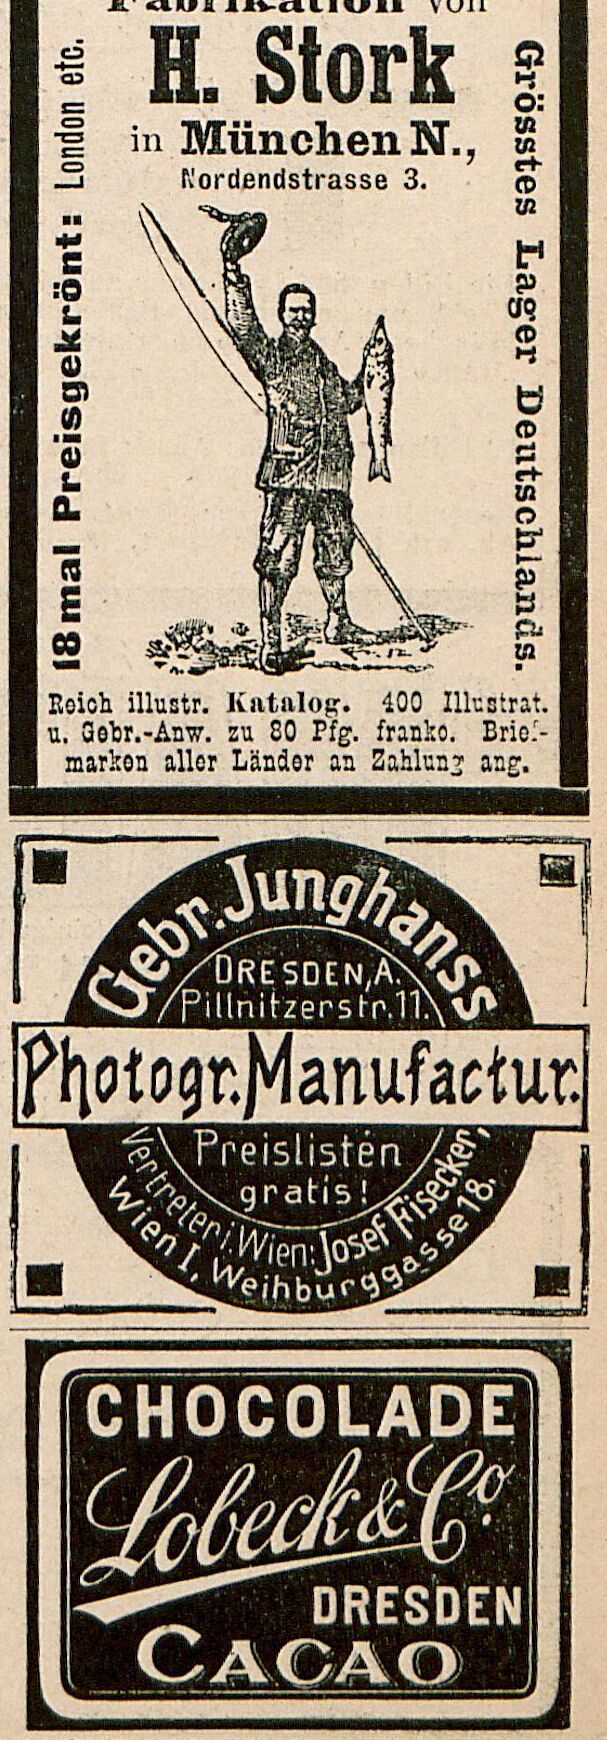 Fabrikation von
H. Stork
in München N.,
Nordendstrasse 3.
18 mal Preisgekrönt: London etc.
Grösstes Lager Deutschlands.
Reich illustr. Katalog. 400 Illustrat.
u. Gebr.-Anw. zu 80 Pfg. franko. Brief-
marken aller Länder an Zahlung ang.
Gebr. Junghanss
DRESDEN, A.
Pillnitzerstr. 11.
Photogr. Manufactur.
Preislisten
gratis!
Vertreter i. Wien: Josef Fisecker,
Wien I, Weihburggasse 18.
CHOCOLADE
Lobeck & Co.
DRESDEN
CACAO